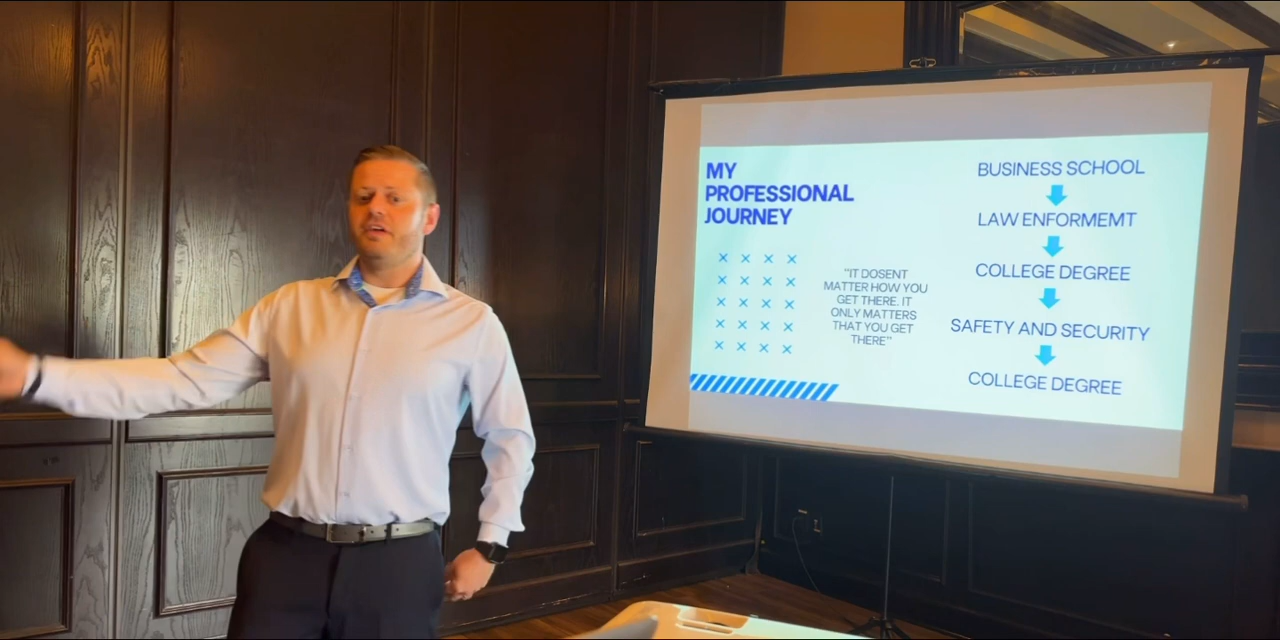 MY
PROFESSIONAL
JOURNEY
"IT DOSENT
MATTER HOW YOU
GET THERE. IT
ONLY MATTERS
THAT YOU GET
THERE"
BUSINESS SCHOOL
LAW ENFORMEMT
COLLEGE DEGREE
SAFETY AND SECURITY
COLLEGE DEGREE